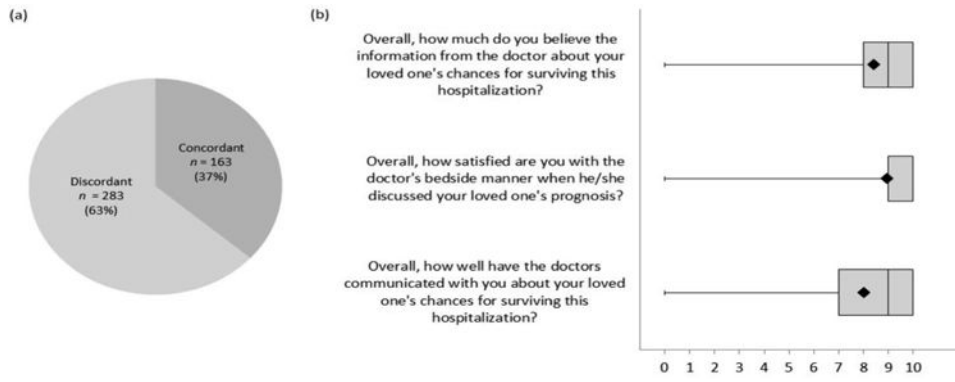 (a)
Concordant
n = 163
(37%)
Discordant
n = 283
(63%)
(b)
Overall, how much do you believe the
information from the doctor about your
loved one's chances for surviving this
hospitalization?
Overall, how satisfied are you with the
doctor's bedside manner when he/she
discussed your loved one's prognosis?
Overall, how well have the doctors
communicated with you about your loved
one's chances for surviving this
hospitalization?
0 1 2 3 4 5 6 7 8 9 10